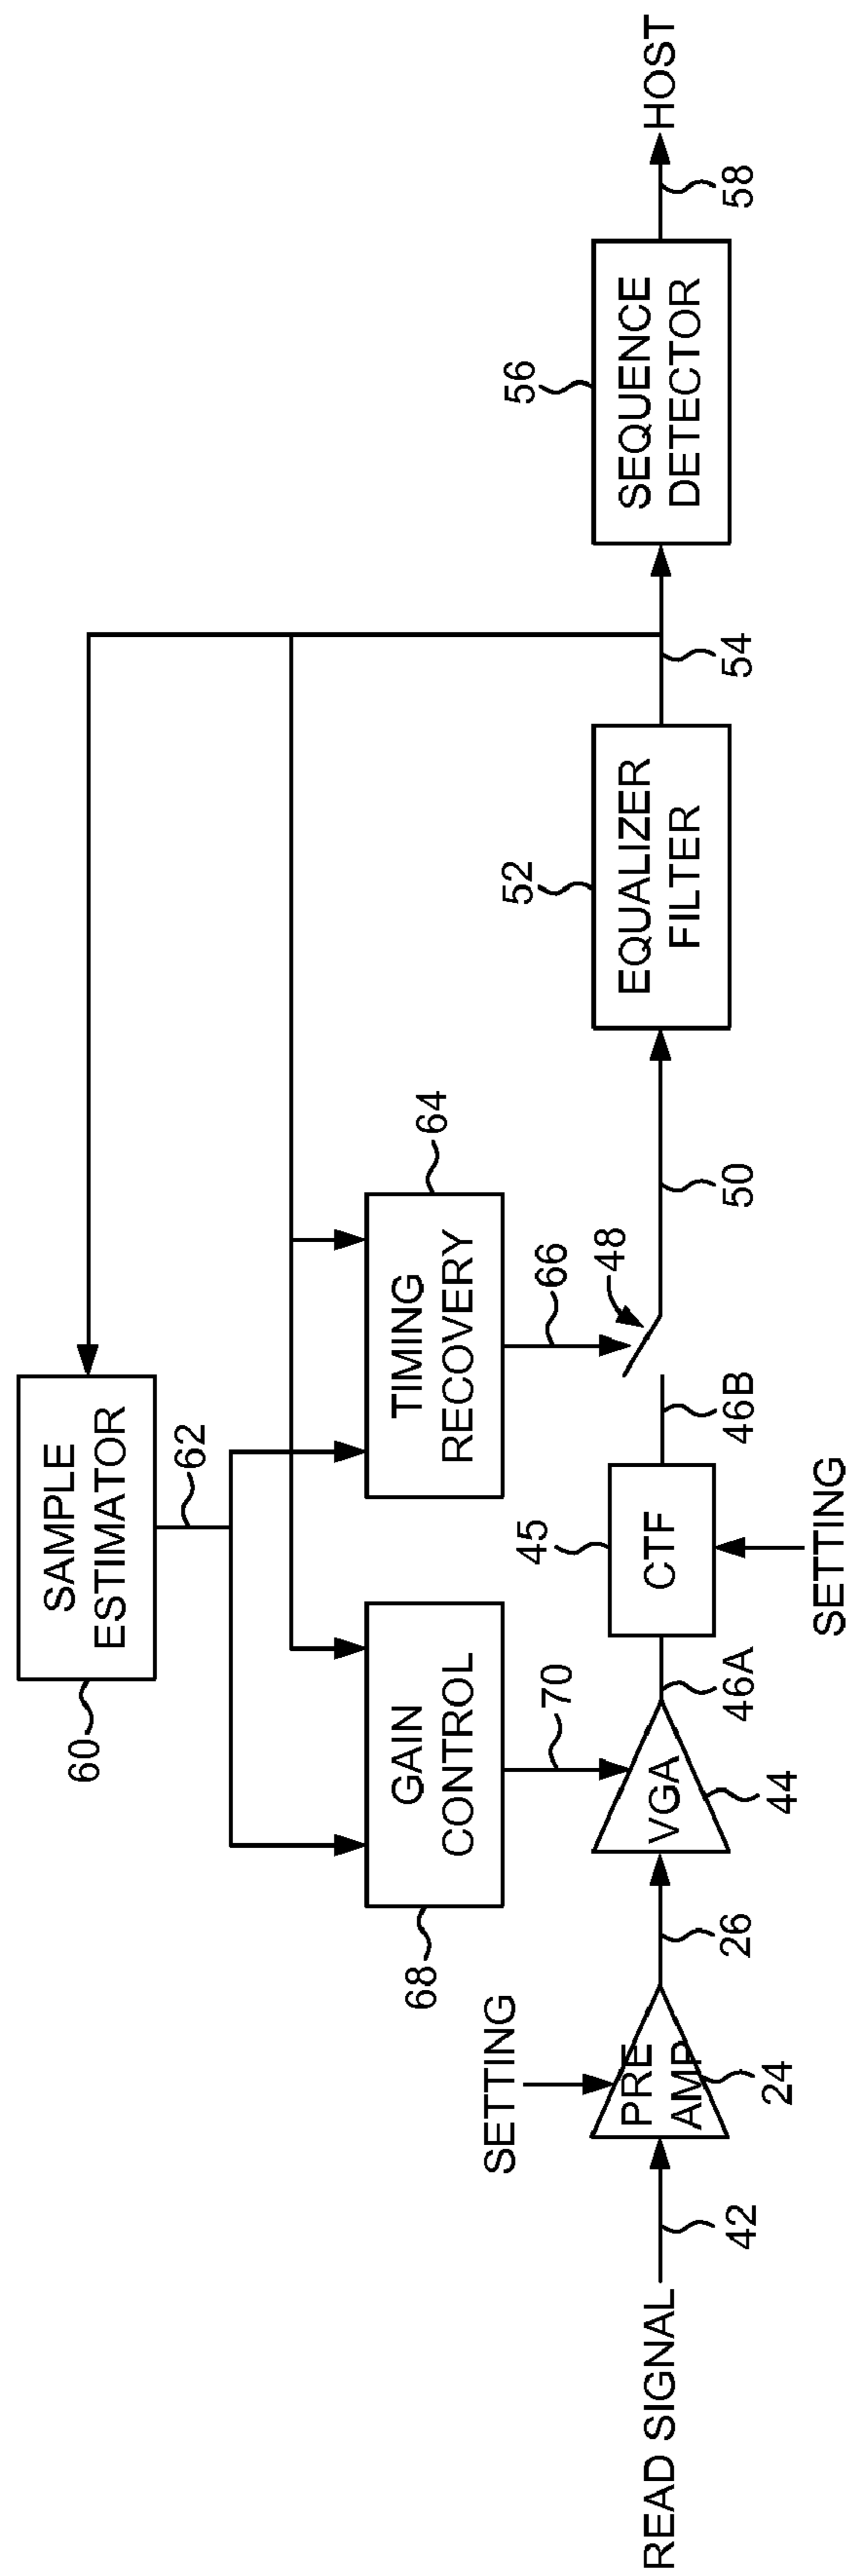 60
SAMPLE
ESTIMATOR
62
68
GAIN
CONTROL
TIMING
RECOVERY
64
70
66
48
SETTING
45
52
56
READ SIGNAL
42
PRE
AMP
24
26
VGA
44
46A
CTF
46B
50
EQUALIZER
FILTER
54
SEQUENCE
DETECTOR
58
HOST
SETTING